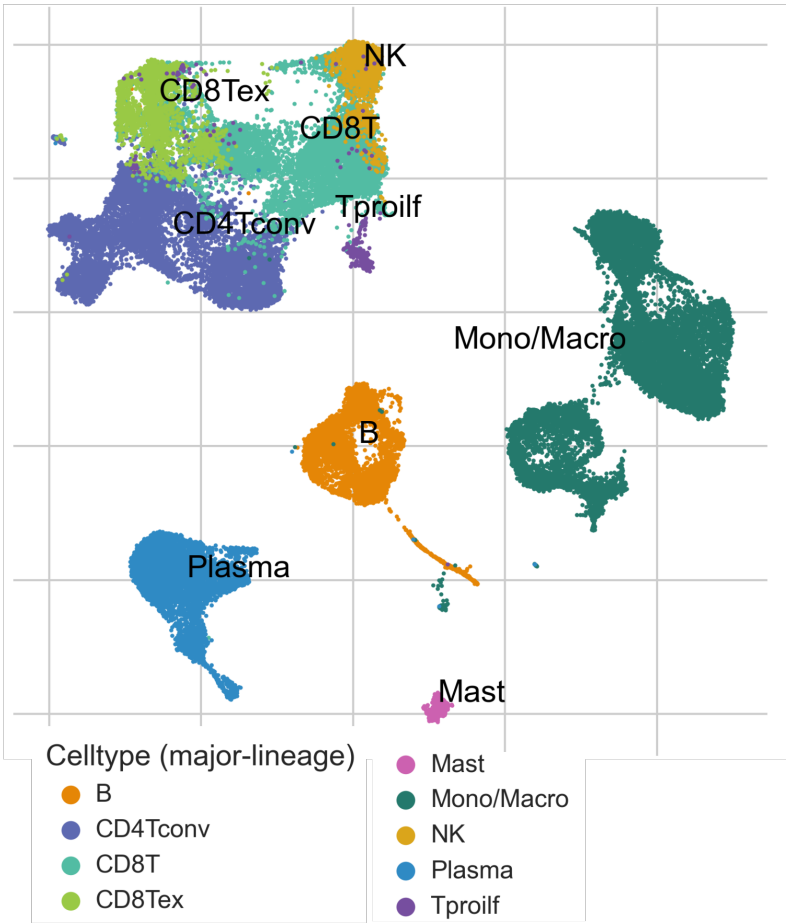 NK
CD8Tex
CD8T
Tproilf
CD4Tconv
Mono/Macro
B
Plasma
Mast
Celltype (major-lineage)
B
CD4Tconv
CD8T
CD8Tex
Mast
Mono/Macro
NK
Plasma
Tproilf